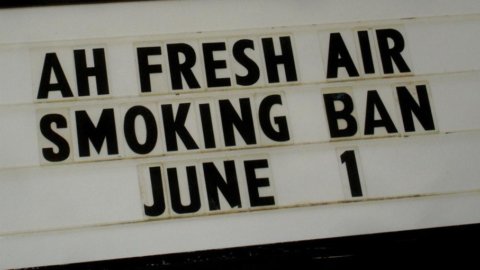 AH FRESH AIR
SMOKING BAN
JUNE 1